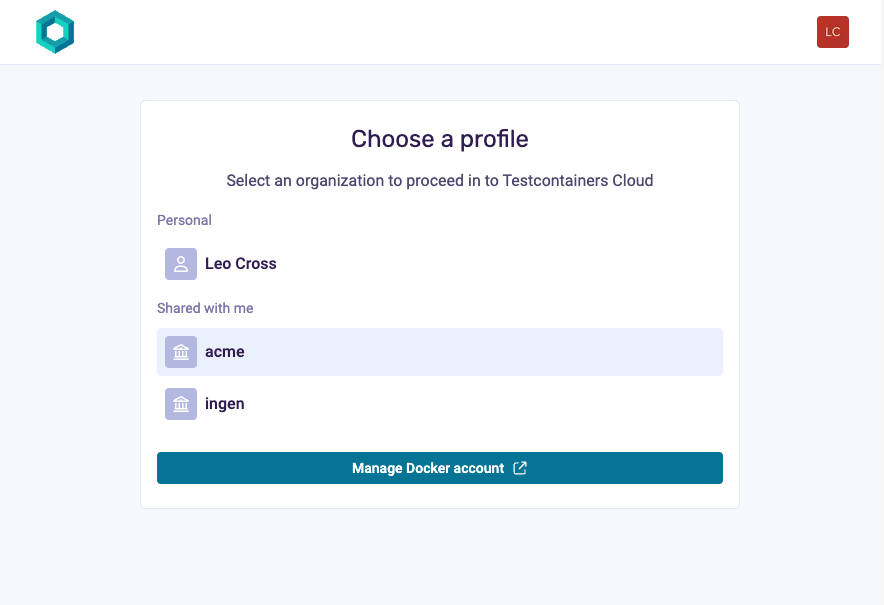 LC
Choose a profile
Select an organization to proceed in to Testcontainers Cloud
Personal
Leo Cross
Shared with me
acme
ingen
Manage Docker account